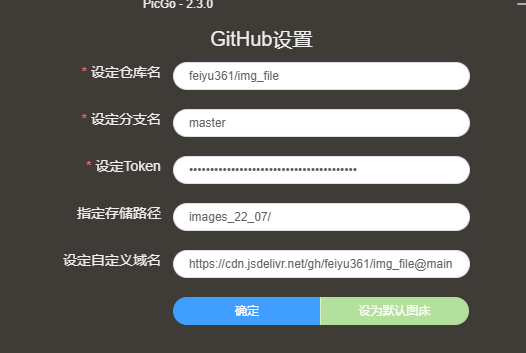 PicGo - 2.3.0
GitHub设置
* 设定仓库名 feiyu361/img_file
* 设定分支名 master
* 设定Token ••••••••••••••••••••••••••••••••••••••••
指定存储路径 images_22_07/
设定自定义域名 https://cdn.jsdelivr.net/gh/feiyu361/img_file@main
确定 设为默认图床